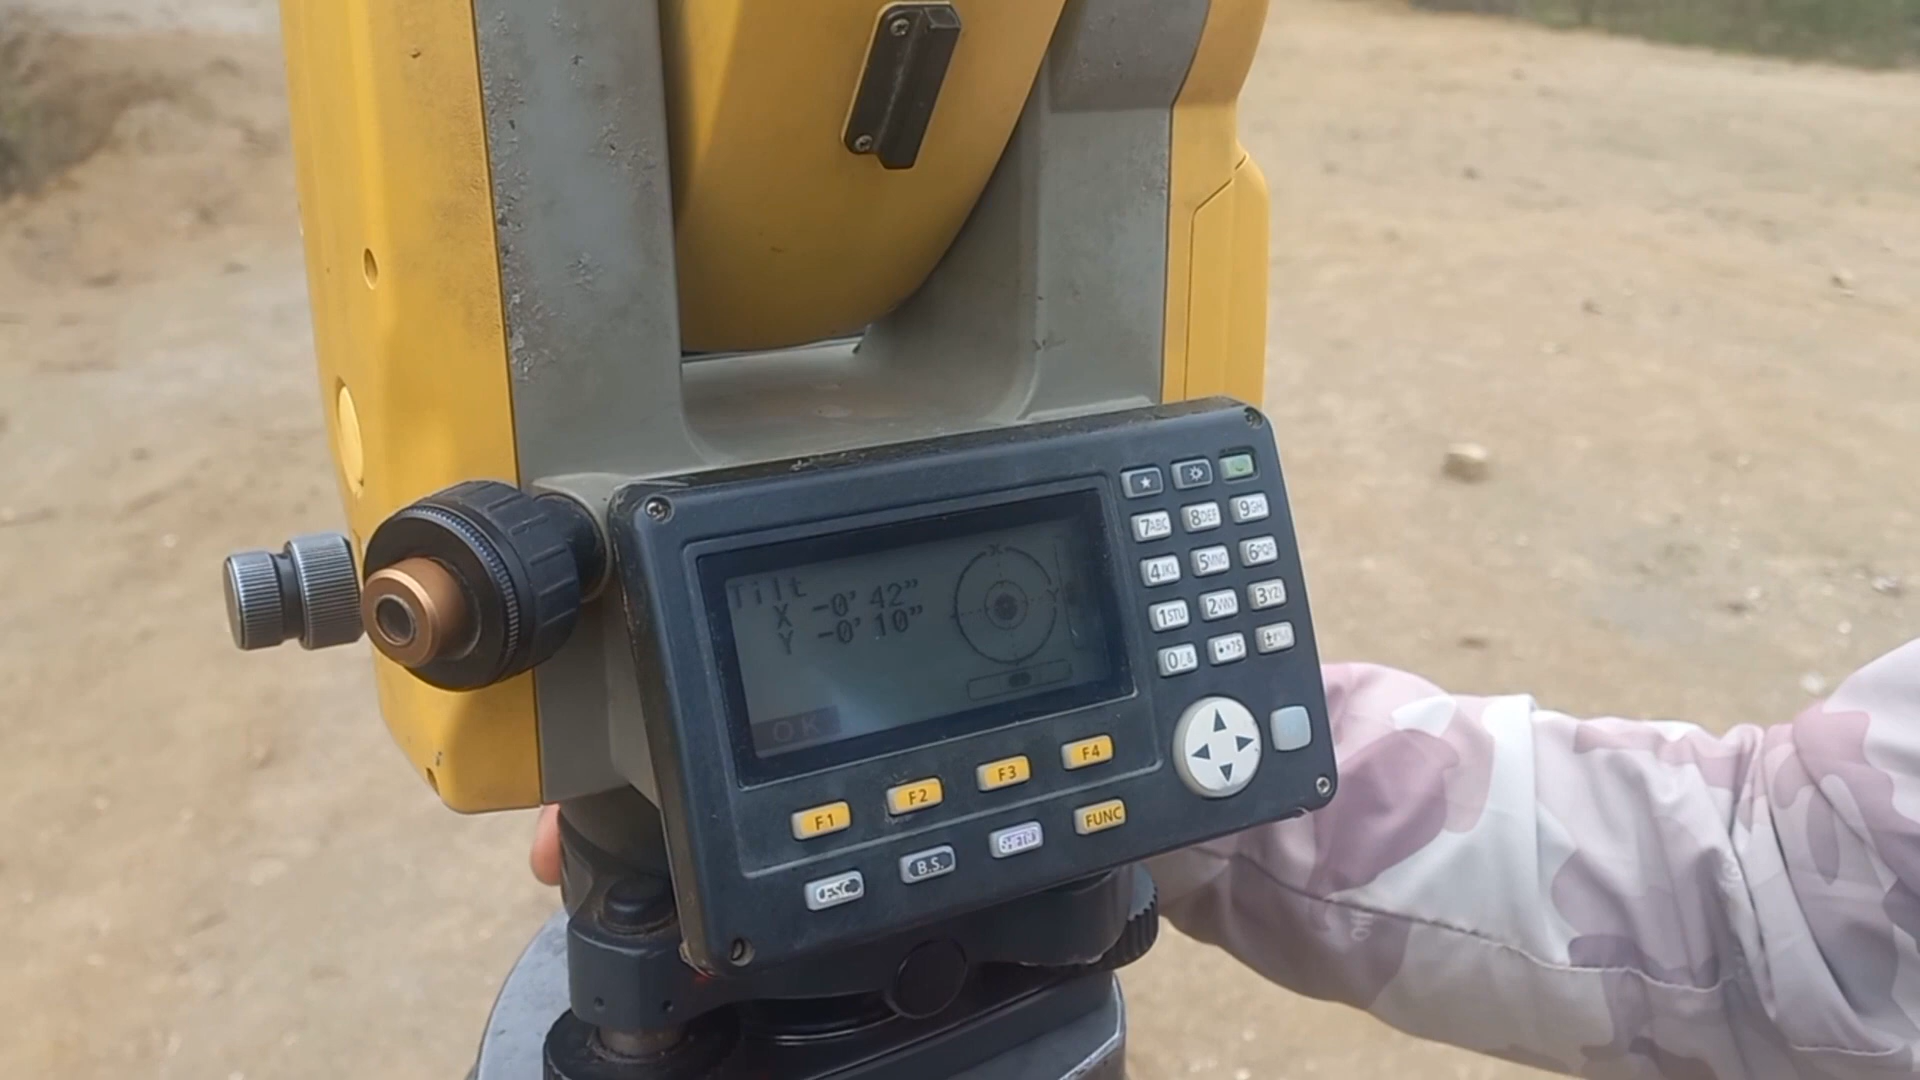 Tilt
X -0' 42"
Y -0' 10"
X
Y
OK
★
7ABC 8DEF 9GHI
4JKL 5MNO 6PQR
1STU 2VWX 3YZ
0
F1 F2 F3 F4
ESC B.S. SHIFT FUNC